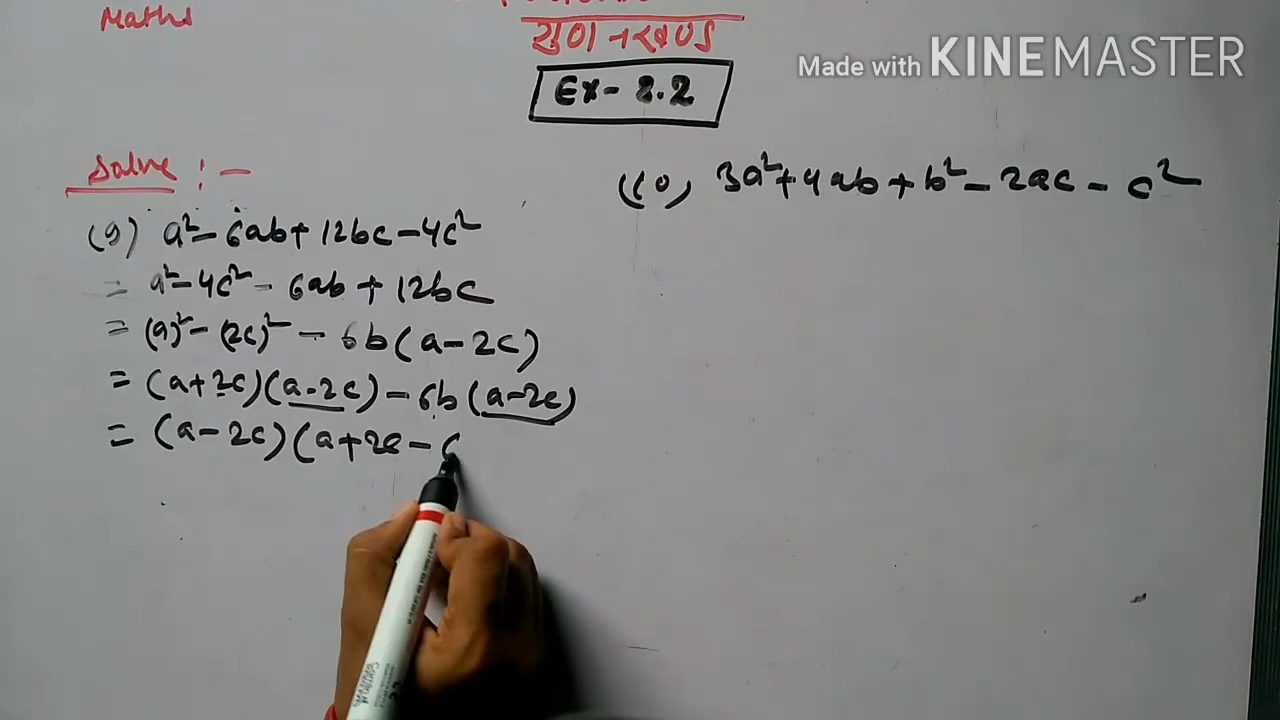 Maths
गुणनखण्ड
Made with KINEMASTER
Ex- 2.2
Solve :-
(9) a²- 6ab + 12bc - 4c²
= a² - 4c² - 6ab + 12bc
= (a)² - (2c)² - 6b(a - 2c)
= (a+2c)(a-2c) - 6b(a-2c)
= (a - 2c)(a+2c -
(10) 3a² + 4ab + b² - 2ac - c²